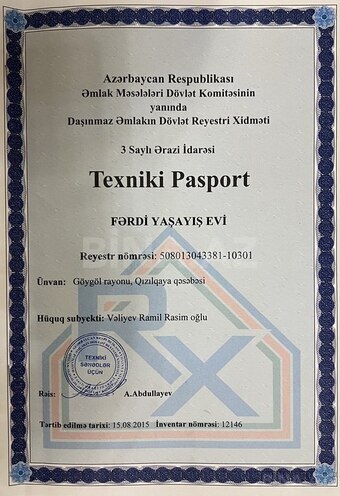 Azərbaycan Respublikası
Əmlak Məsələləri Dövlət Komitəsinin
yanında
Daşınmaz Əmlakın Dövlət Reyestri Xidməti
3 Saylı Ərazi İdarəsi
Texniki Pasport
FƏRDİ YAŞAYIŞ EVİ
Reyestr nömrəsi: 508013043381-10301
Ünvan: Göygöl rayonu, Qızılqaya qəsəbəsi
Hüquq subyekti: Vəliyev Ramil Rasim oğlu
TEXNİKİ
SƏNƏDLƏR
ÜÇÜN
Rəis: A.Abdullayev
Tərtib edilmə tarixi: 15.08.2015 İnventar nömrəsi: 12146